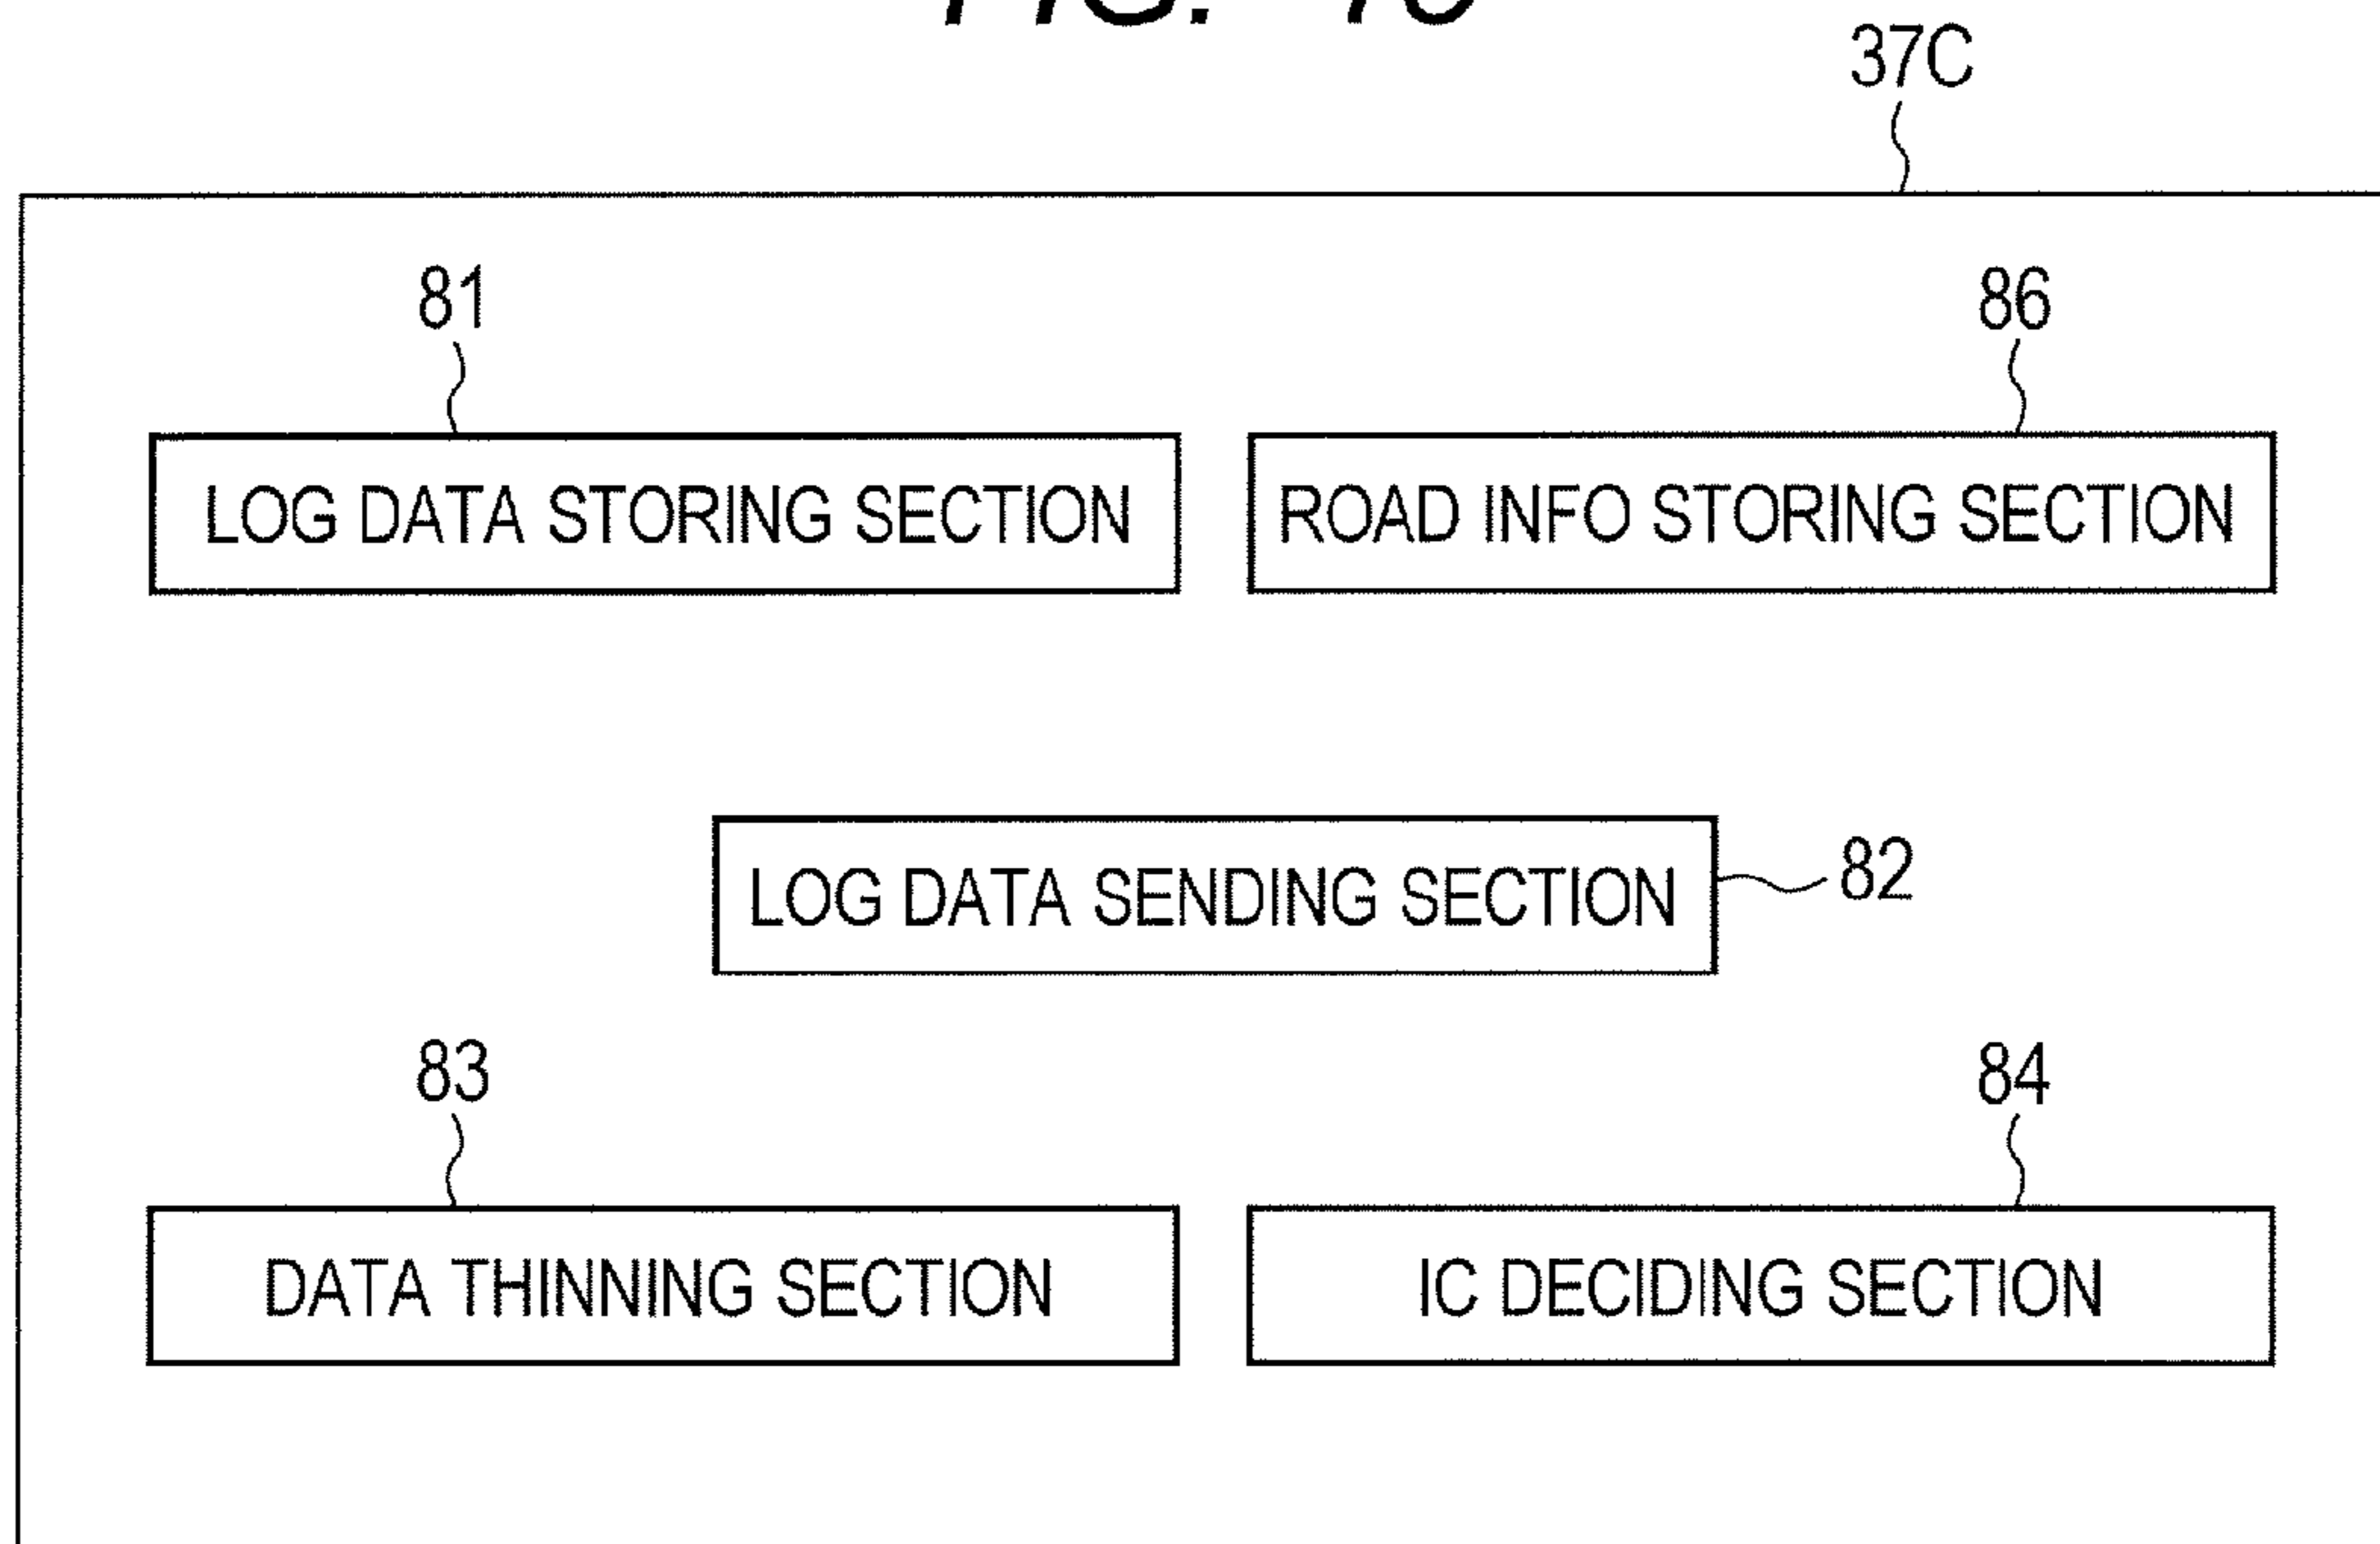 FIG.
37C
81
86
LOG DATA STORING SECTION
ROAD INFO STORING SECTION
LOG DATA SENDING SECTION
82
83
84
DATA THINNING SECTION
IC DECIDING SECTION